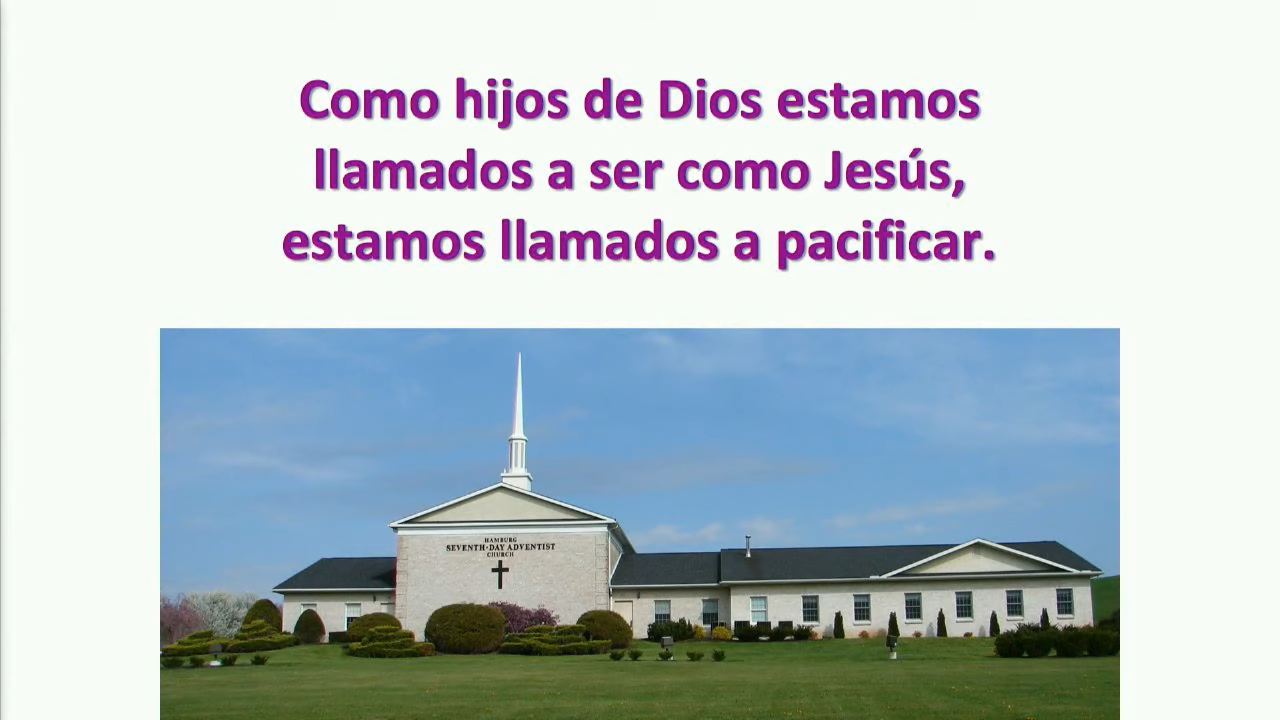 Como hijos de Dios estamos
llamados a ser como Jesús,
estamos llamados a pacificar.
HAMBURG
SEVENTH-DAY ADVENTIST
CHURCH